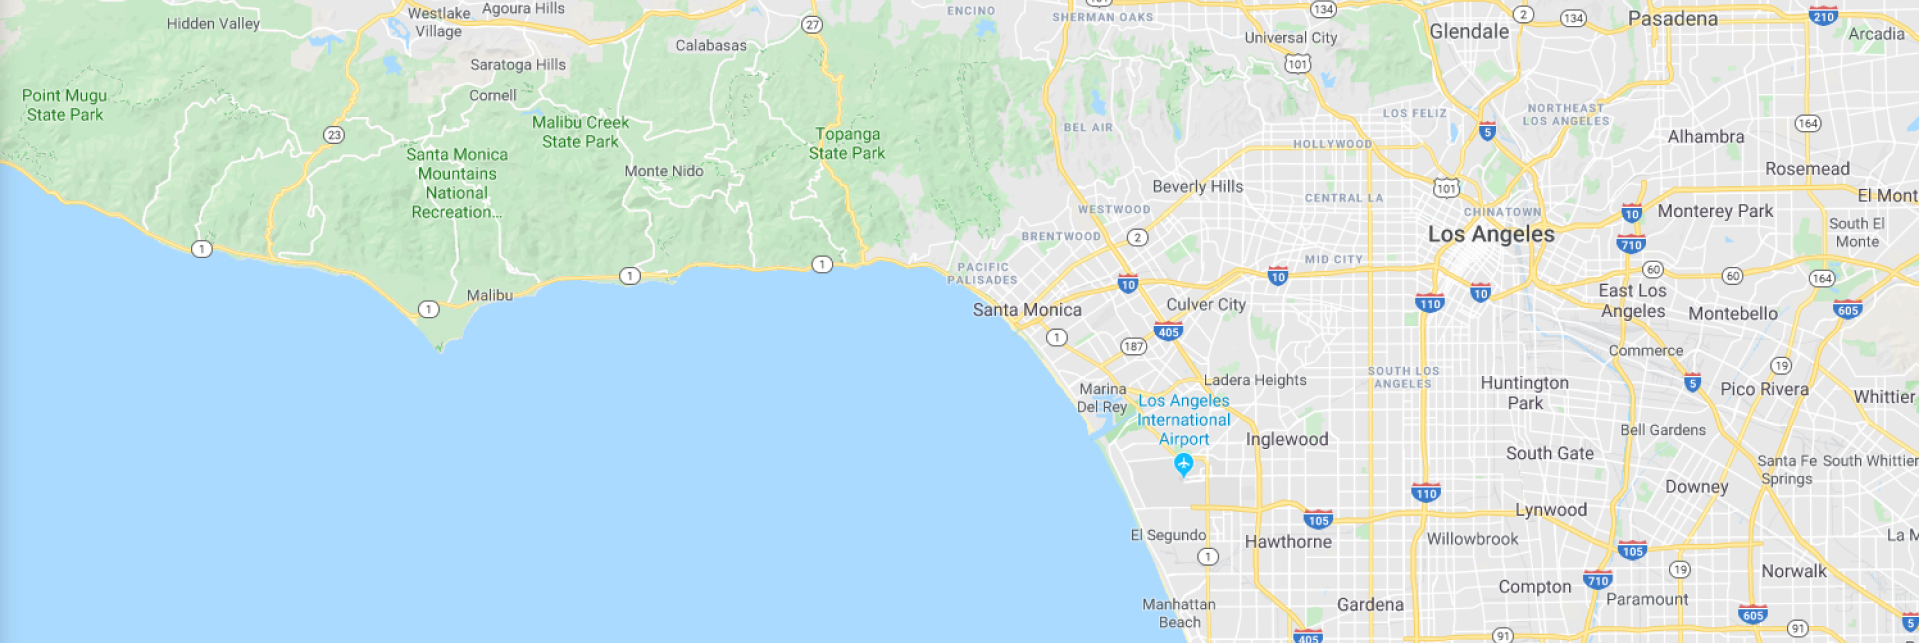 Hidden Valley
Westlake
Village
Agoura Hills
Saratoga Hills
Cornell
Calabasas
27
ENCINO
SHERMAN OAKS
101
134
Universal City
101
Glendale
2
134
Pasadena
210
Arcadia
Point Mugu
State Park
23
Santa Monica
Mountains
National
Recreation...
Malibu Creek
State Park
Monte Nido
Topanga
State Park
BEL AIR
LOS FELIZ
5
NORTHEAST
LOS ANGELES
Alhambra
164
Rosemead
El Mont
HOLLYWOOD
Beverly Hills
CENTRAL LA
101
CHINATOWN
Los Angeles
10
710
Monterey Park
South El
Monte
WESTWOOD
BRENTWOOD
2
MID CITY
1
1
Malibu
1
1
PACIFIC
PALISADES
Santa Monica
10
10
Culver City
110
10
60
60
164
605
East Los
Angeles
Montebello
1
187
405
Commerce
19
Marina
Del Rey
Ladera Heights
SOUTH LOS
ANGELES
Huntington
Park
5
Pico Rivera
Whittier
Los Angeles
International
Airport
Inglewood
Bell Gardens
South Gate
Santa Fe
Springs
South Whittier
Downey
110
105
Lynwood
El Segundo
1
Hawthorne
Willowbrook
105
19
La M
Norwalk
Compton
710
Paramount
Manhattan
Beach
Gardena
405
91
605
91
5